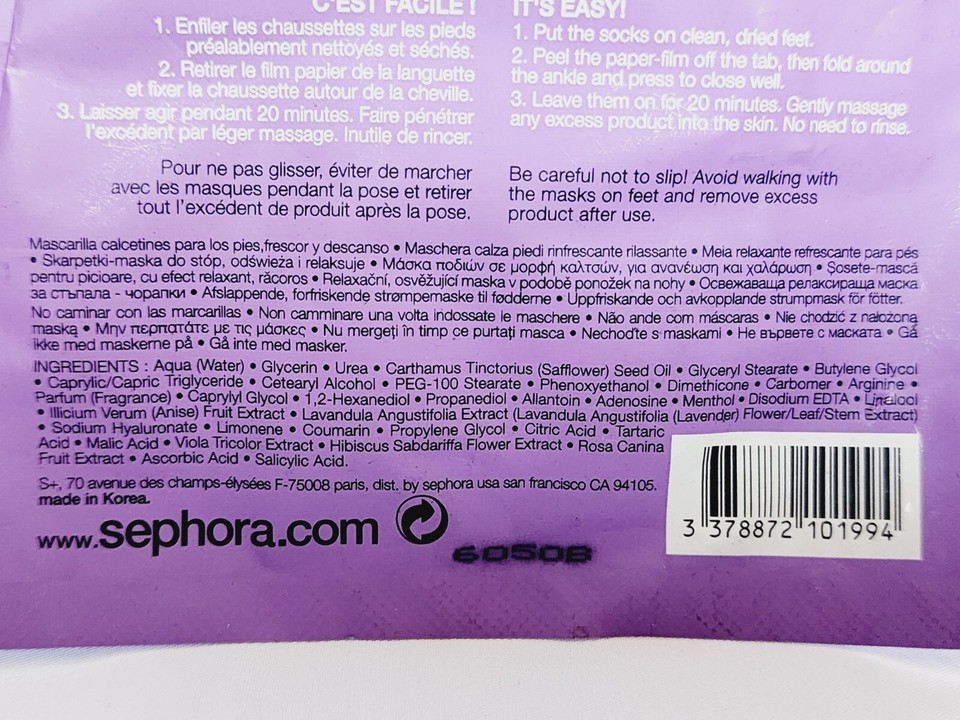 C'EST FACILE !
1. Enfiler les chaussettes sur les pieds
préalablement nettoyés et séchés.
2. Retirer le film papier de la languette
et fixer la chaussette autour de la cheville.
3. Laisser agir pendant 20 minutes. Faire pénétrer
l'excédent par léger massage. Inutile de rincer.
Pour ne pas glisser, éviter de marcher
avec les masques pendant la pose et retirer
tout l'excédent de produit après la pose.
IT'S EASY!
1. Put the socks on clean, dried feet.
2. Peel the paper-film off the tab, then fold around
the ankle and press to close well.
3. Leave them on for 20 minutes. Gently massage
any excess product into the skin. No need to rinse.
Be careful not to slip! Avoid walking with
the masks on feet and remove excess
product after use.
Mascarilla calcetines para los pies,frescor y descanso • Maschera calza piedi rinfrescante rilassante • Meia relaxante refrescante para pés
• Skarpetki-maska do stóp, odświeża i relaksuje • Μάσκα ποδιών σε μορφή καλτσών, για ανανέωση και χαλάρωση • Șosete-mască
pentru picioare, cu efect relaxant, răcoros • Relaxační, osvěžující maska v podobě ponožek na nohy • Освежаваща релаксираща маска
за стъпала - чорапки • Afslappende, forfriskende strømpemaske til fødderne • Uppfriskande och avkopplande strumpmask för fötter.
No caminar con las marcarillas • Non camminare una volta indossate le maschere • Não ande com máscaras • Nie chodzić z nałożoną
maską • Μην περπατάτε με τις μάσκες • Nu mergeți în timp ce purtați masca • Nechoďte s maskami • Не вървете с маската • Gå
ikke med maskerne på • Gå inte med masker.
INGREDIENTS : Aqua (Water) • Glycerin • Urea • Carthamus Tinctorius (Safflower) Seed Oil • Glyceryl Stearate • Butylene Glycol
• Caprylic/Capric Triglyceride • Cetearyl Alcohol • PEG-100 Stearate • Phenoxyethanol • Dimethicone • Carbomer • Arginine •
Parfum (Fragrance) • Caprylyl Glycol • 1,2-Hexanediol • Propanediol • Allantoin • Adenosine • Menthol • Disodium EDTA • Linalool
• Illicium Verum (Anise) Fruit Extract • Lavandula Angustifolia Extract (Lavandula Angustifolia (Lavender) Flower/Leaf/Stem Extract)
• Sodium Hyaluronate • Limonene • Coumarin • Propylene Glycol • Citric Acid • Tartaric
Acid • Malic Acid • Viola Tricolor Extract • Hibiscus Sabdariffa Flower Extract • Rosa Canina
Fruit Extract • Ascorbic Acid • Salicylic Acid.
S+, 70 avenue des champs-élysées F-75008 paris, dist. by sephora usa san francisco CA 94105.
made in Korea.
www.sephora.com
60508
3 378872 101994